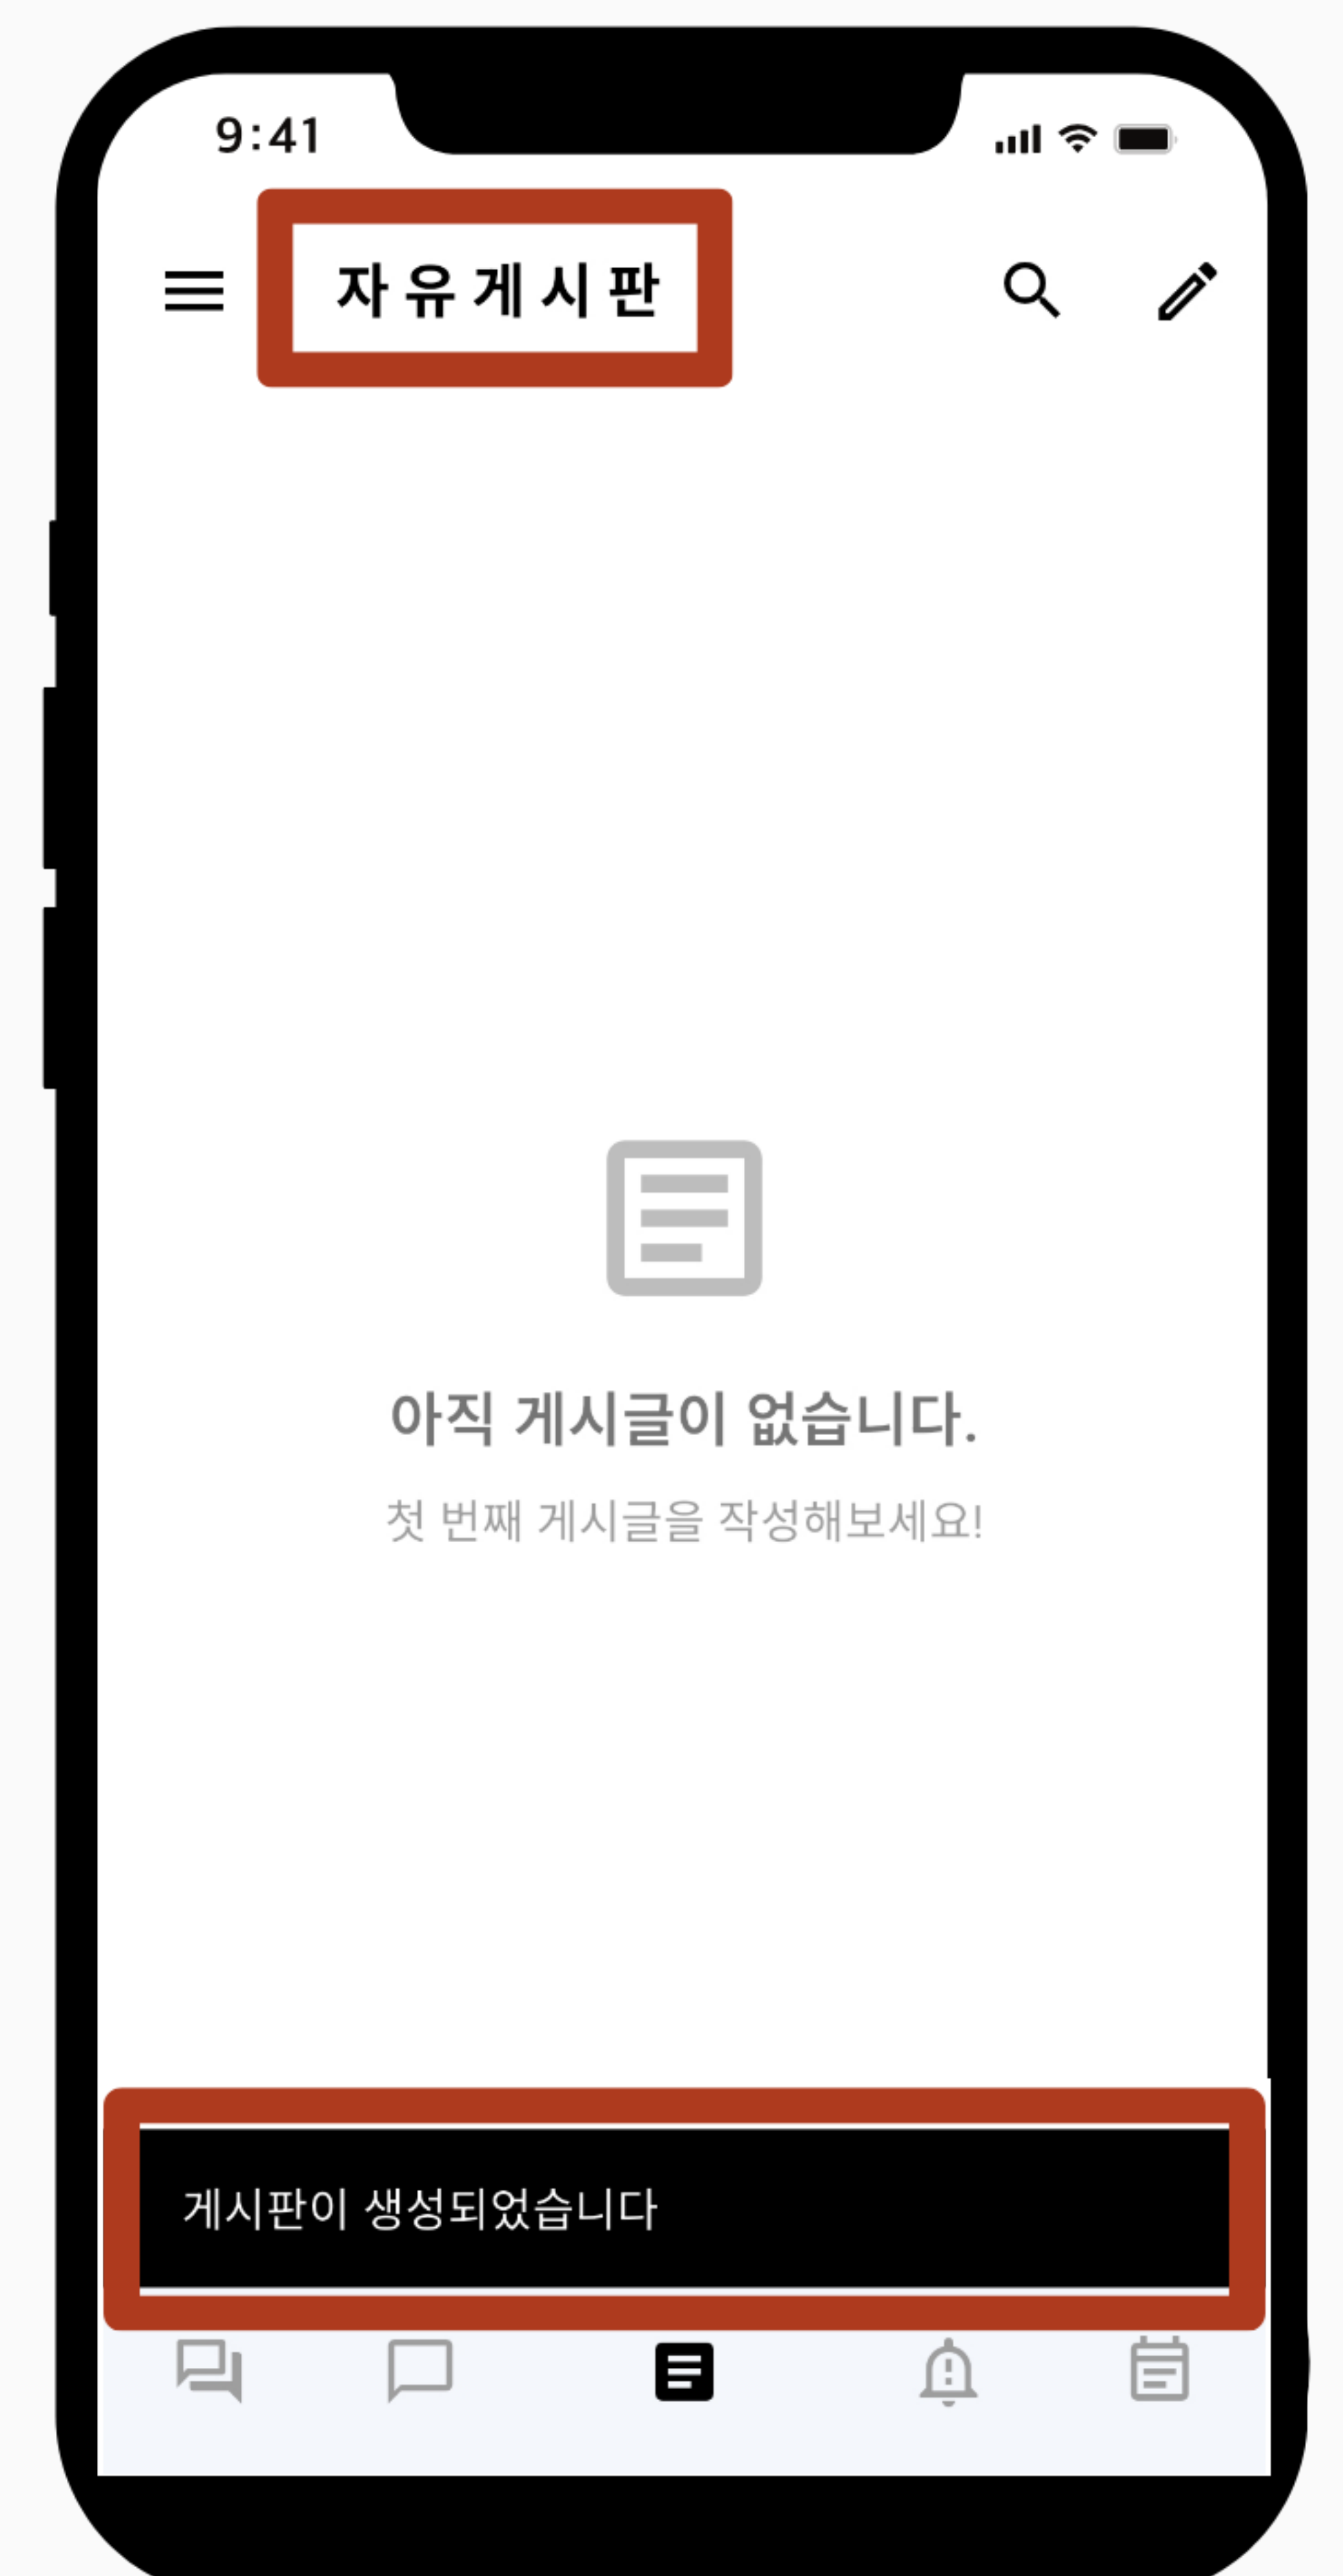 9:41
자유게시판
아직 게시글이 없습니다.
첫 번째 게시글을 작성해보세요!
게시판이 생성되었습니다